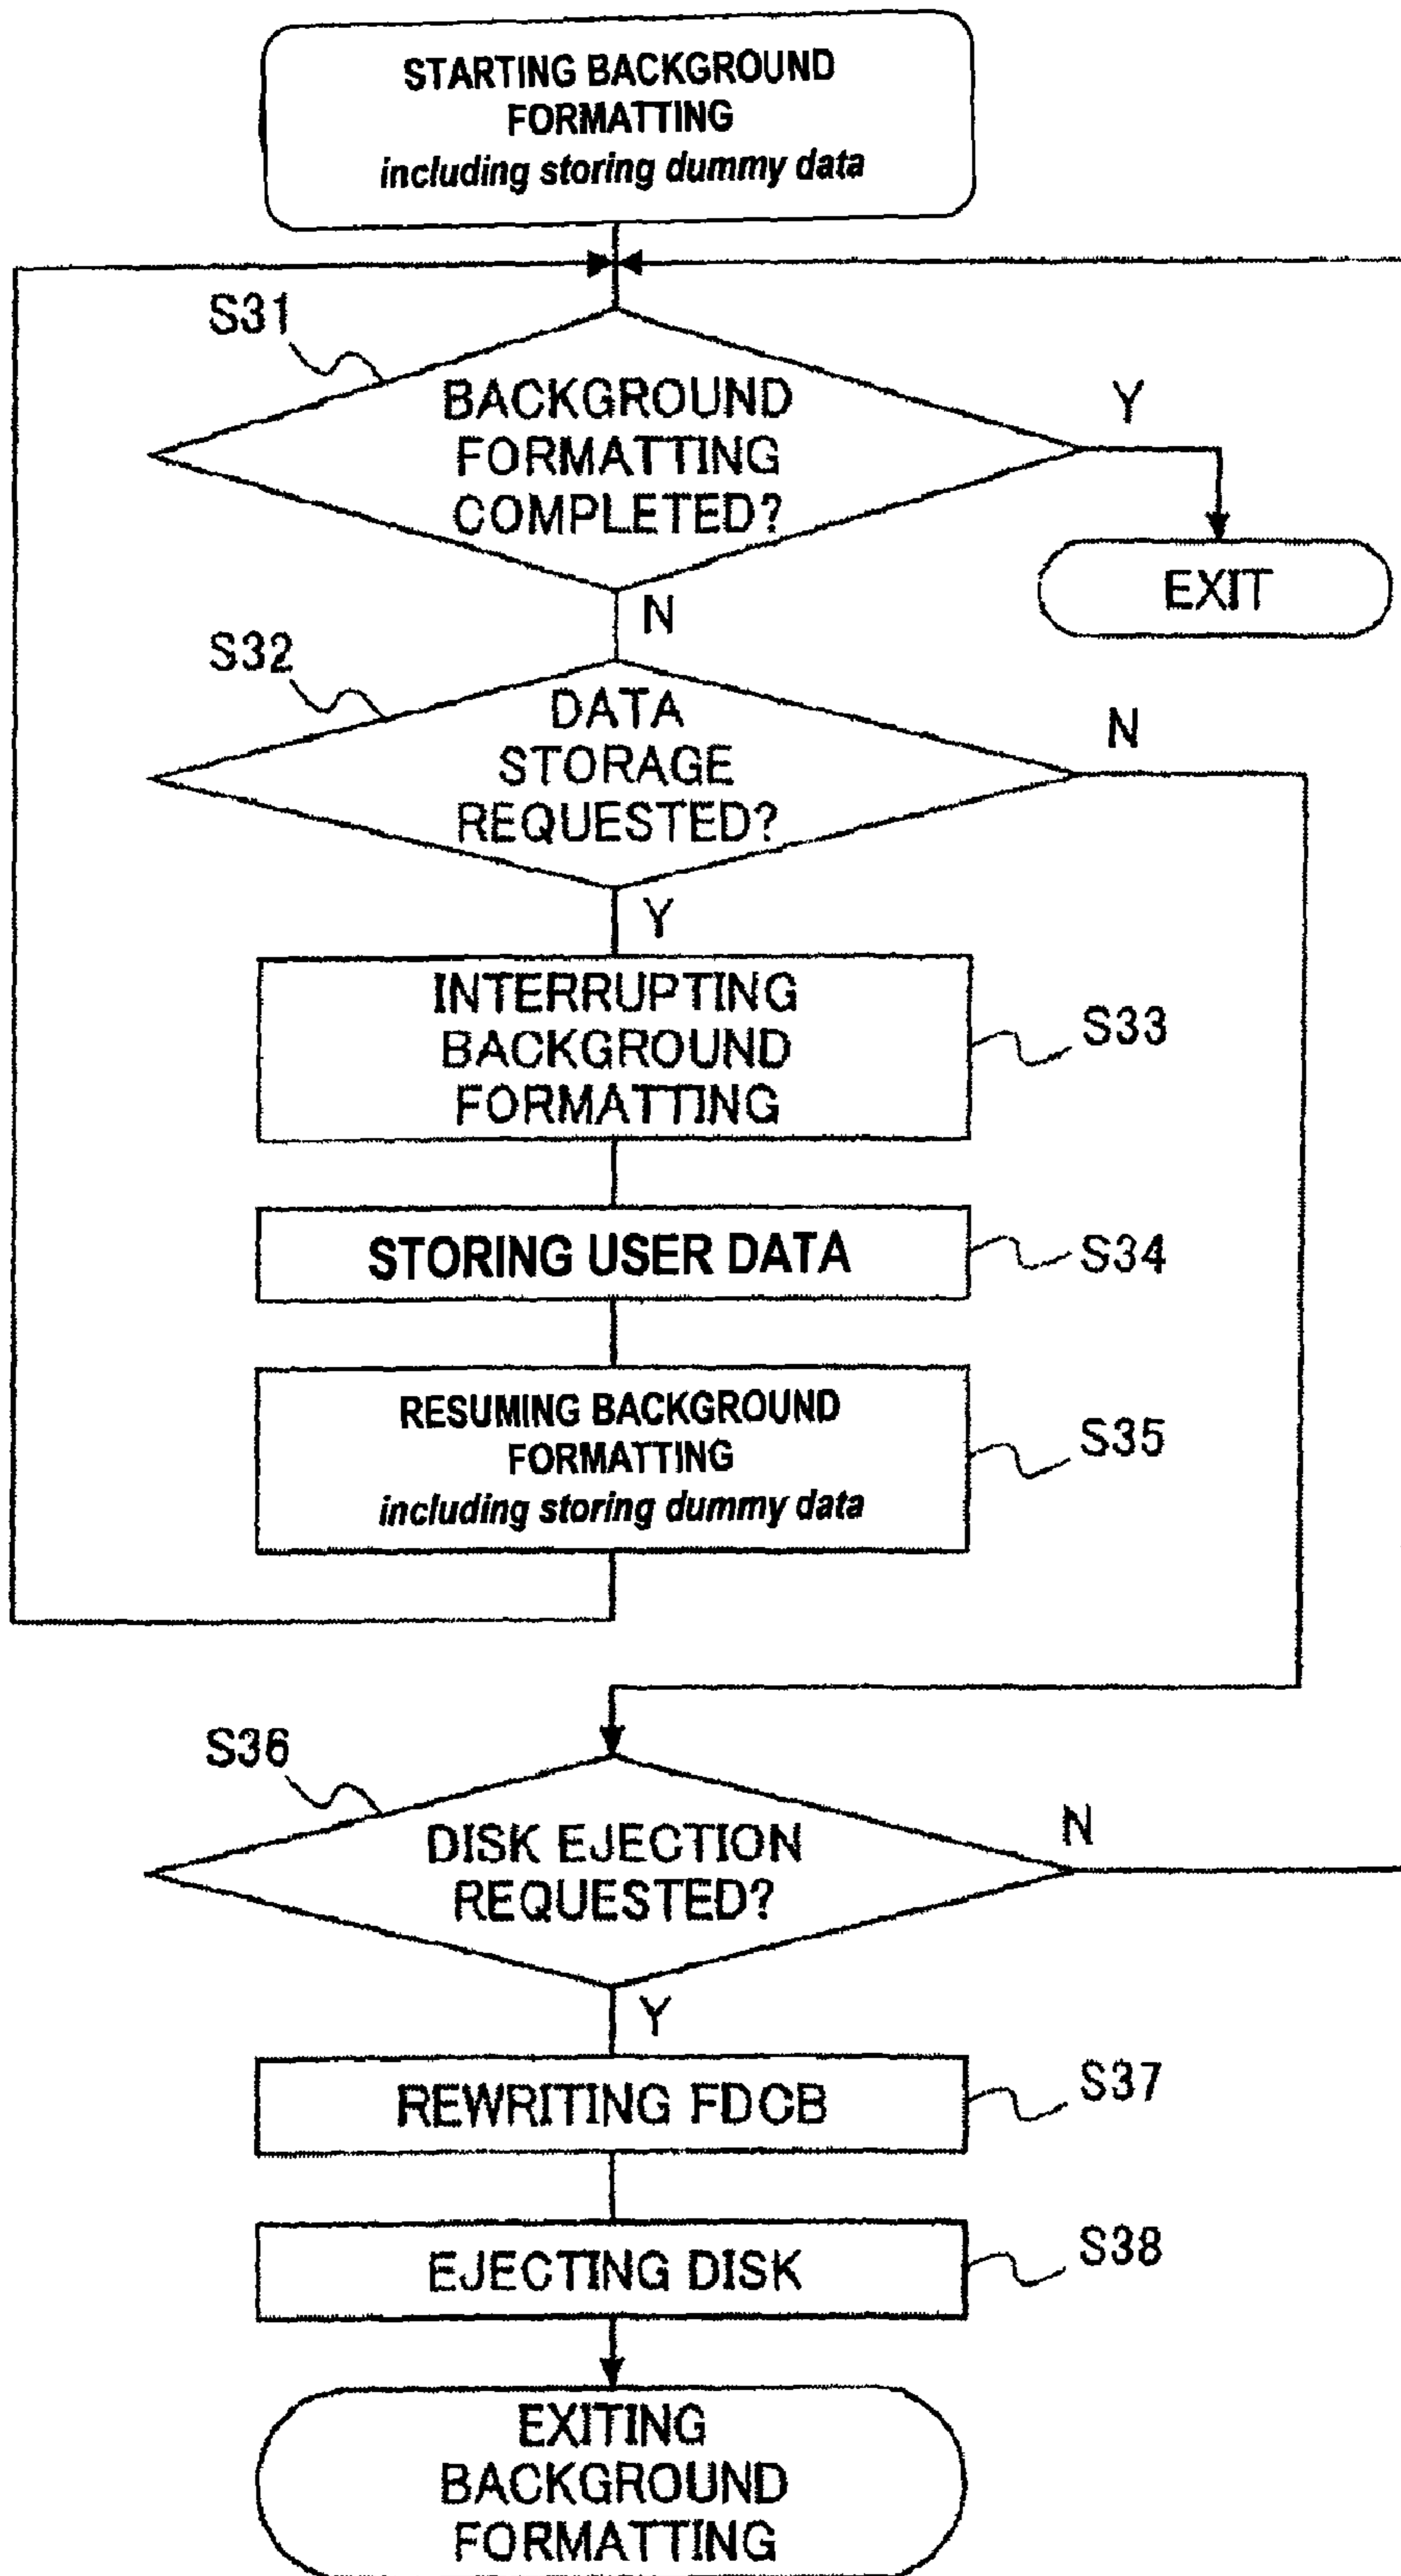 STARTING BACKGROUND
FORMATTING
including storing dummy data
S31
BACKGROUND
FORMATTING
COMPLETED?
Y
EXIT
N
S32
DATA
STORAGE
REQUESTED?
N
Y
INTERRUPTING
BACKGROUND
FORMATTING
S33
STORING USER DATA
S34
RESUMING BACKGROUND
FORMATTING
including storing dummy data
S35
S36
DISK EJECTION
REQUESTED?
N
Y
REWRITING FDCB
S37
EJECTING DISK
S38
EXITING
BACKGROUND
FORMATTING